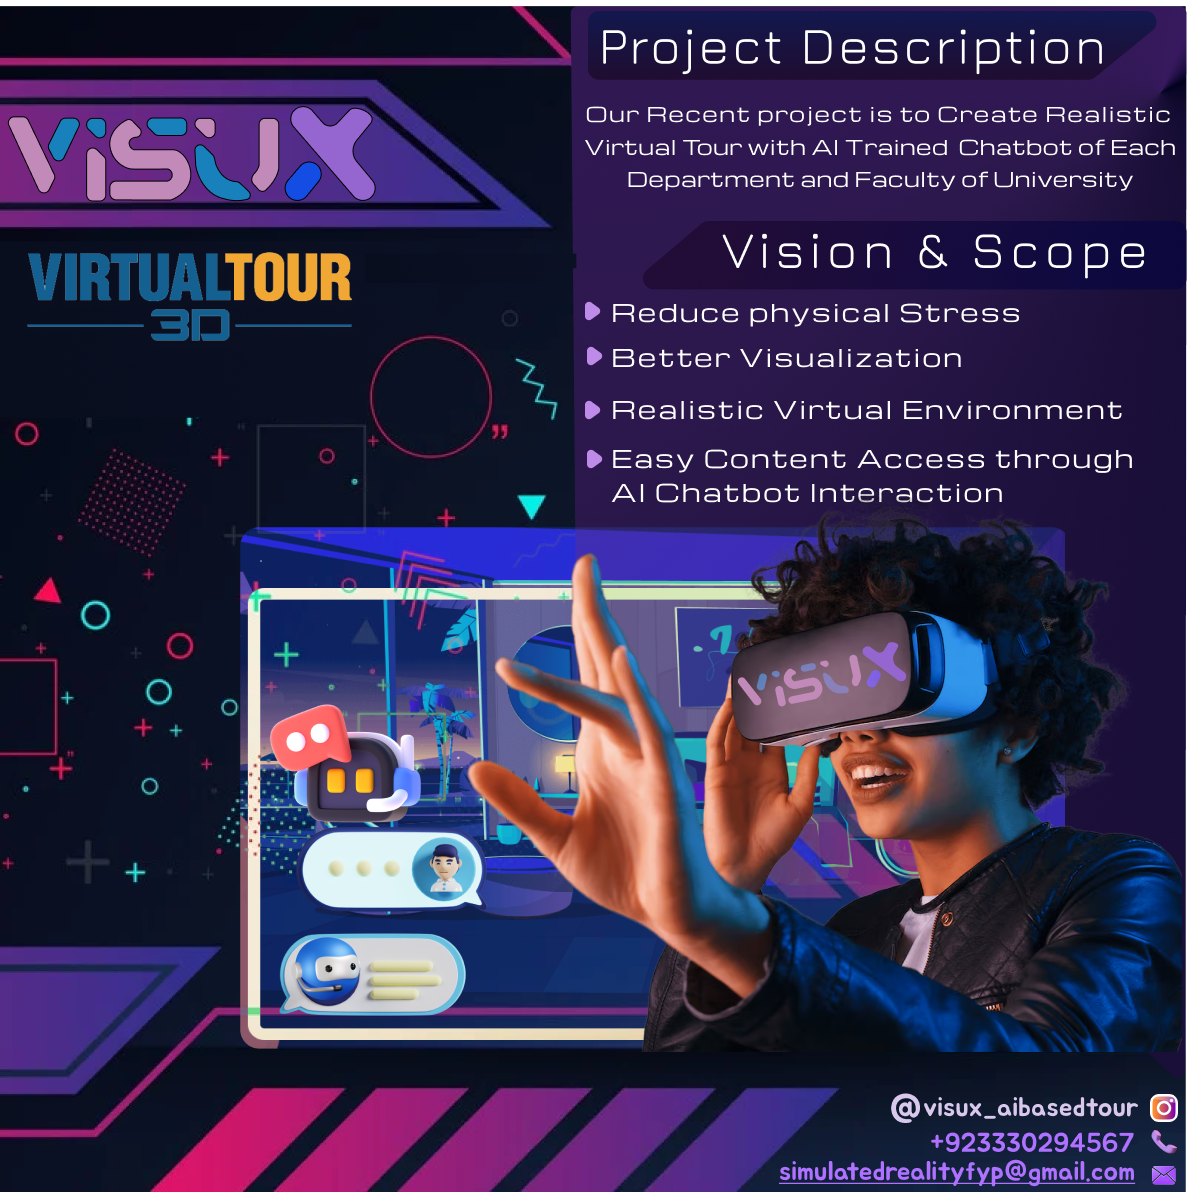 ViSUX
VIRTUALTOUR
3D
Project Description
Our Recent project is to Create Realistic
Virtual Tour with AI Trained Chatbot of Each
Department and Faculty of University
Vision & Scope
Reduce physical Stress
Better Visualization
Realistic Virtual Environment
Easy Content Access through
AI Chatbot Interaction
ViSUX
@visux_aibasedtour
+923330294567
simulatedrealityfyp@gmail.com